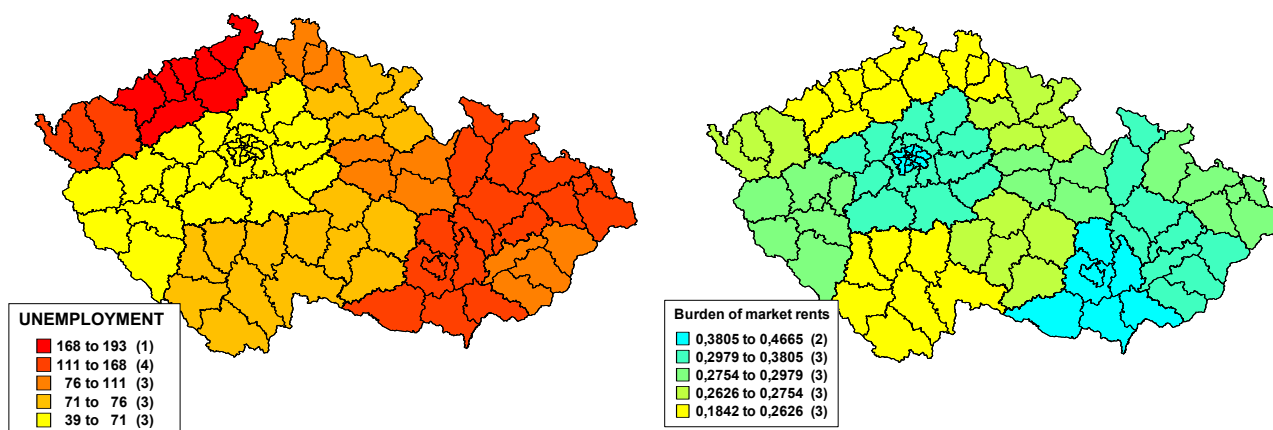 UNEMPLOYMENT
168 to 193 (1)
111 to 168 (4)
76 to 111 (3)
71 to 76 (3)
39 to 71 (3)
Burden of market rents
0,3805 to 0,4665 (2)
0,2979 to 0,3805 (3)
0,2754 to 0,2979 (3)
0,2626 to 0,2754 (3)
0,1842 to 0,2626 (3)